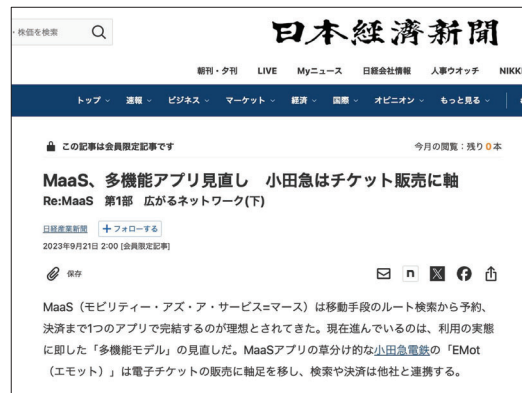 ・株価を検索
日本経済新聞
朝刊・夕刊 LIVE Myニュース 日経会社情報 人事ウオッチ NIKK
トップ 速報 ビジネス マーケット 経済 国際 オピニオン もっと見る
この記事は会員限定記事です 今月の閲覧：残り0本
MaaS、多機能アプリ見直し　小田急はチケット販売に軸
Re:MaaS　第1部　広がるネットワーク(下)
日経産業新聞 +フォローする
2023年9月21日 2:00 [会員限定記事]
保存
MaaS（モビリティー・アズ・ア・サービス=マース）は移動手段のルート検索から予約、
決済まで1つのアプリで完結するのが理想とされてきた。現在進んでいるのは、利用の実態
に即した「多機能モデル」の見直しだ。MaaSアプリの草分け的な小田急電鉄の「EMot
（エモット）」は電子チケットの販売に軸足を移し、検索や決済は他社と連携する。